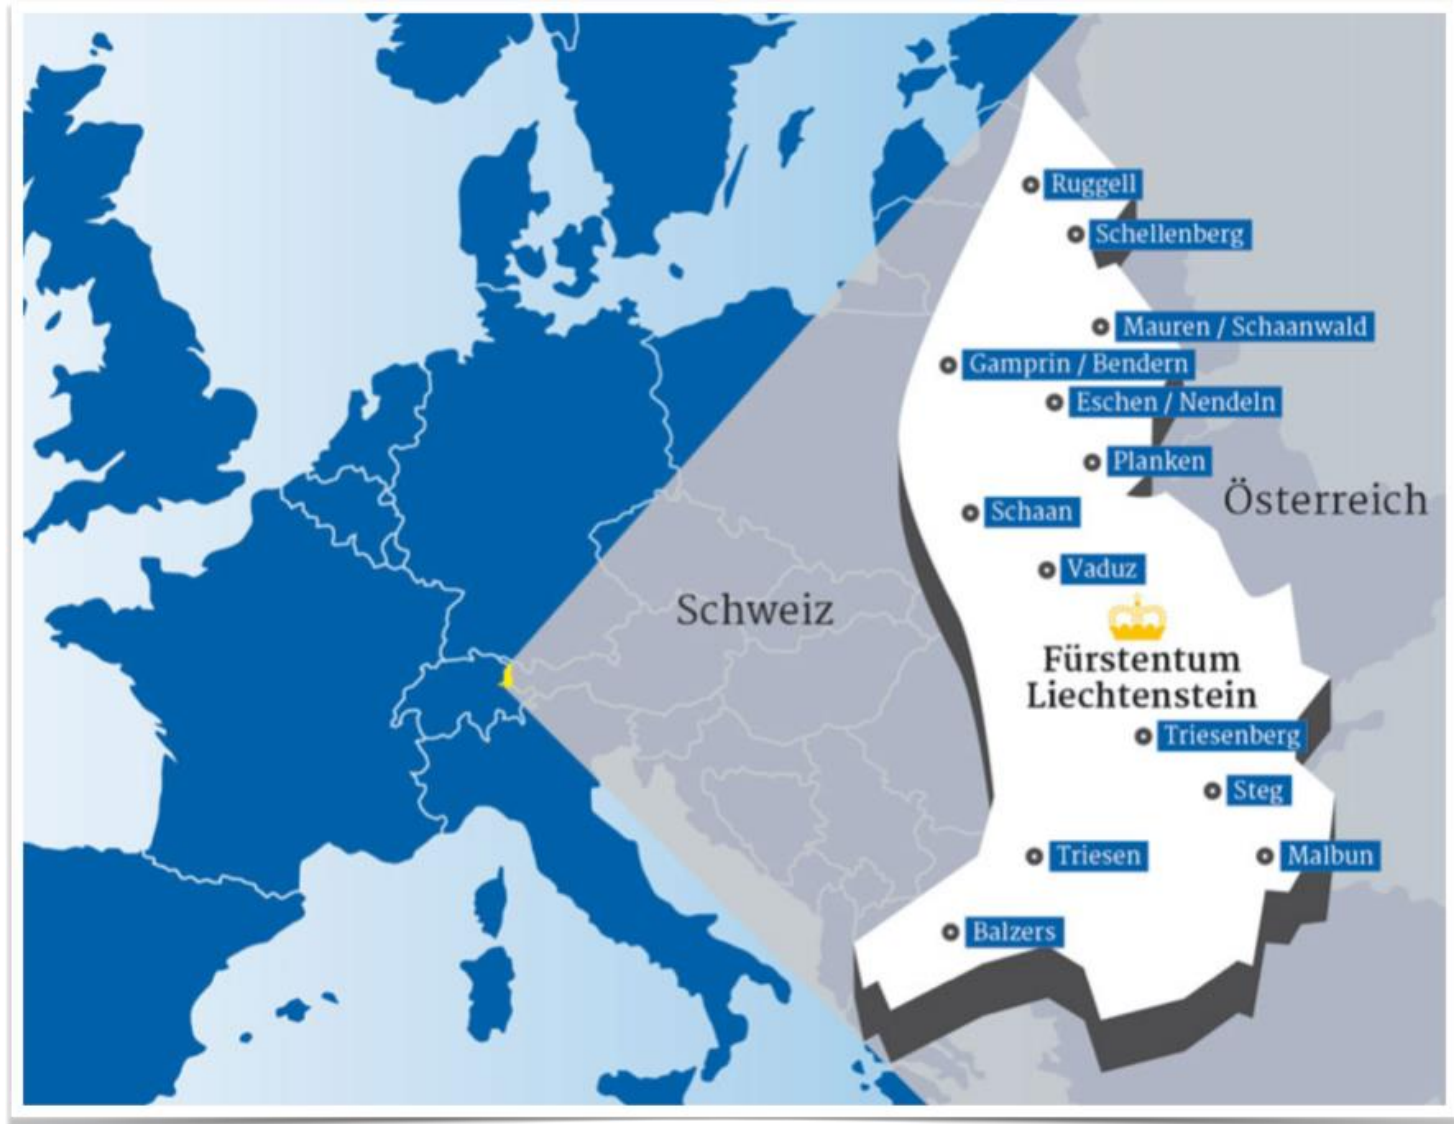 Ruggell
Schellenberg
Mauren / Schaanwald
Gamprin / Bendern
Eschen / Nendeln
Planken
Österreich
Schaan
Vaduz
Schweiz
Fürstentum
Liechtenstein
Triesenberg
Steg
Triesen
Malbun
Balzers